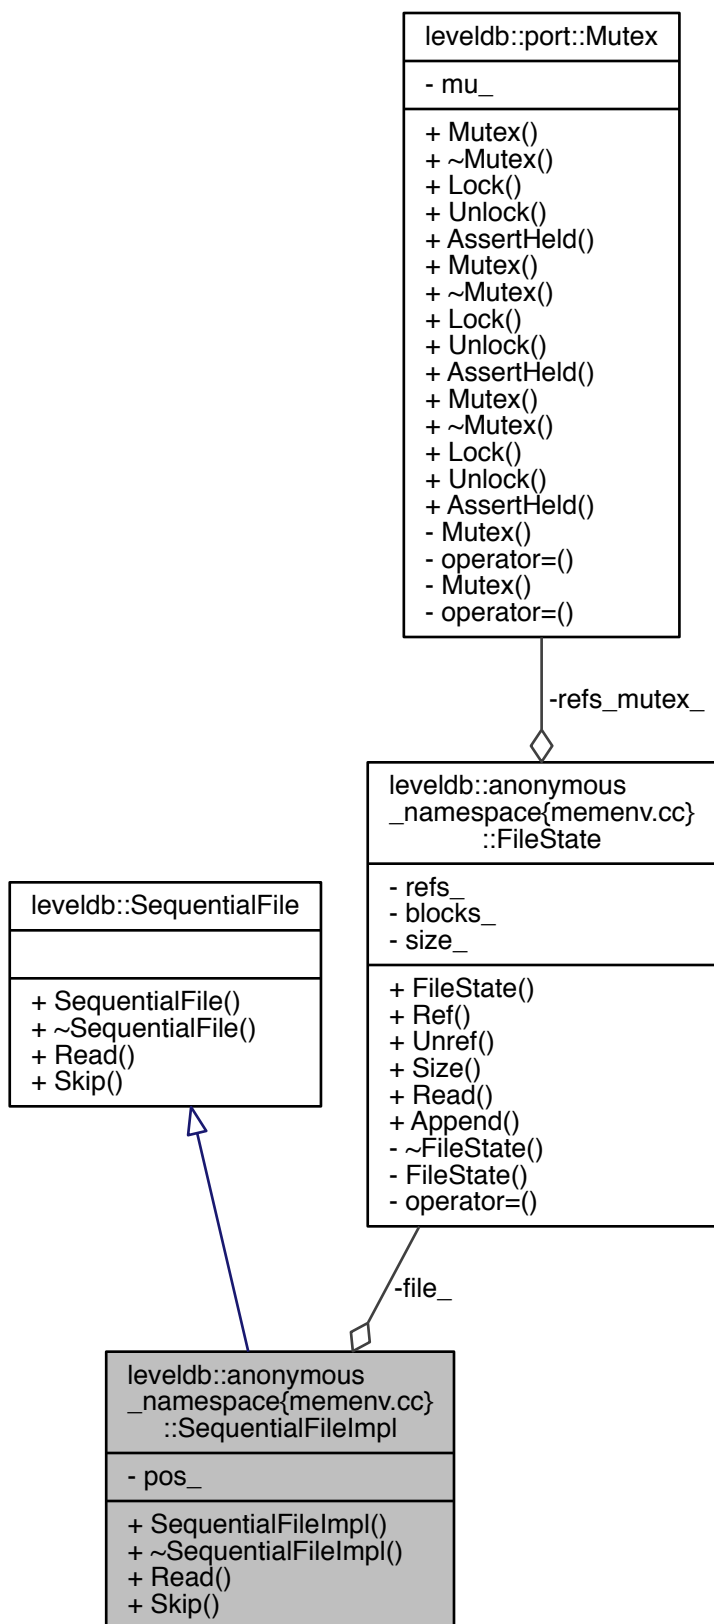 leveldb::port::Mutex
- mu_
+ Mutex()
+ ~Mutex()
+ Lock()
+ Unlock()
+ AssertHeld()
+ Mutex()
+ ~Mutex()
+ Lock()
+ Unlock()
+ AssertHeld()
+ Mutex()
+ ~Mutex()
+ Lock()
+ Unlock()
+ AssertHeld()
- Mutex()
- operator=()
- Mutex()
- operator=()
-refs_mutex_
leveldb::anonymous
_namespace{memenv.cc}
::FileState
- refs_
- blocks_
- size_
+ FileState()
+ Ref()
+ Unref()
+ Size()
+ Read()
+ Append()
- ~FileState()
- FileState()
- operator=()
leveldb::SequentialFile
+ SequentialFile()
+ ~SequentialFile()
+ Read()
+ Skip()
-file_
leveldb::anonymous
_namespace{memenv.cc}
::SequentialFileImpl
- pos_
+ SequentialFileImpl()
+ ~SequentialFileImpl()
+ Read()
+ Skip()